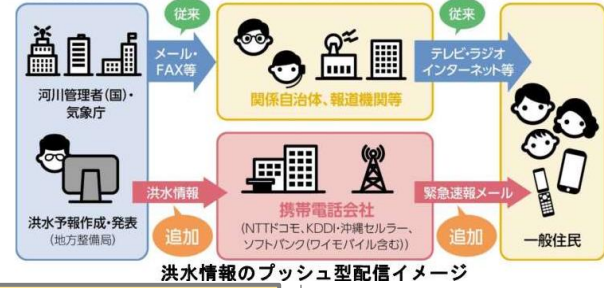 従来
従来
メール・
FAX等
テレビ・ラジオ
インターネット等
河川管理者(国)・
気象庁
関係自治体、報道機関等
洪水情報
緊急速報メール
携帯電話会社
(NTTドコモ、KDDI・沖縄セルラー、
ソフトバンク(ワイモバイル含む))
洪水予報作成・発表
(地方整備局)
追加
追加
一般住民
洪水情報のプッシュ型配信イメージ